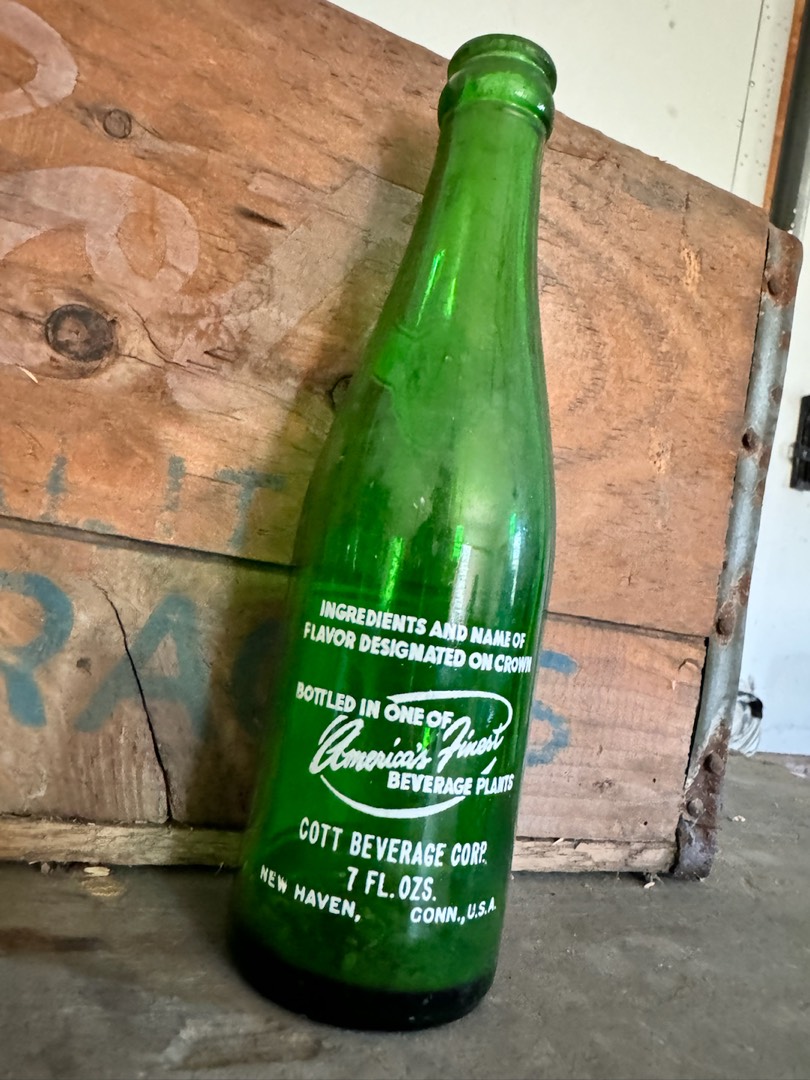 INGREDIENTS AND NAME OF
FLAVOR DESIGNATED ON CROWN
BOTTLED IN ONE OF
America's Finest
BEVERAGE PLANTS
COTT BEVERAGE CORP.
7 FL. OZS.
NEW HAVEN, CONN., U.S.A.